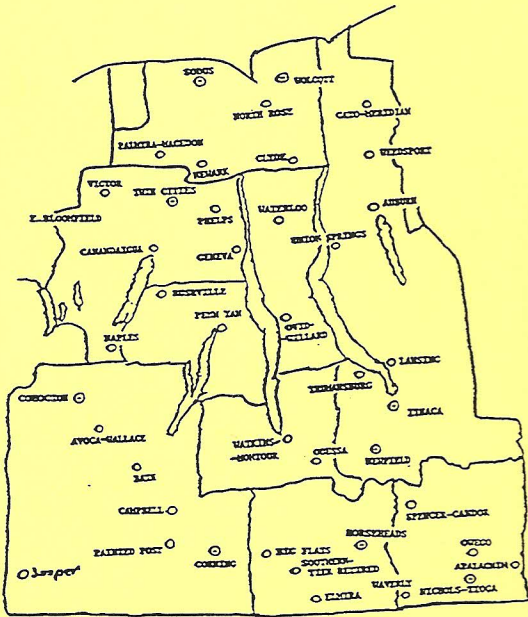 SODUS
WOLCOTT
NORTH ROSE
CATO-MERIDIAN
PALMYRA-MACEDON
NEWARK
CLYDE
WEEDSPORT
VICTOR
TWIN CITIES
E. BLOOMFIELD
PHELPS
WATERLOO
AUBURN
CANANDAIGUA
GENEVA
UNION SPRINGS
RUSHVILLE
PENN YAN
OVID-
WILLARD
NAPLES
LANSING
TRUMANSBURG
COHOCTON
ITHACA
AVOCA-WALLACE
WATKINS
-MONTOUR
ODESSA
NEWFIELD
BATH
CAMPBELL
SPENCER-CANDOR
PAINTED POST
CORNING
BIG FLATS
HORSEHEADS
OWEGO
SOUTHERN-
TIER RETIRED
APALACHIN
Jasper
WAVERLY
NICHOLS-TIOGA
ELMIRA